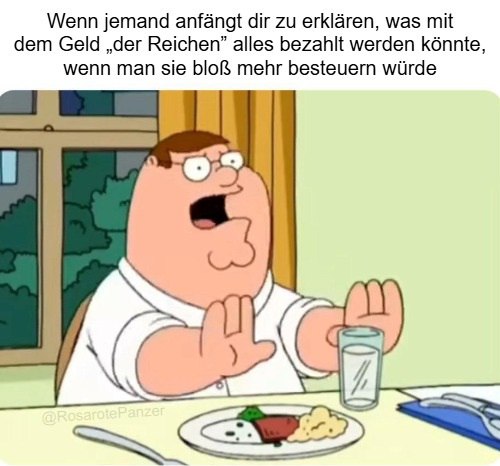 Wenn jemand anfängt dir zu erklären, was mit
dem Geld „der Reichen” alles bezahlt werden könnte,
wenn man sie bloß mehr besteuern würde
@RosarotePanzer